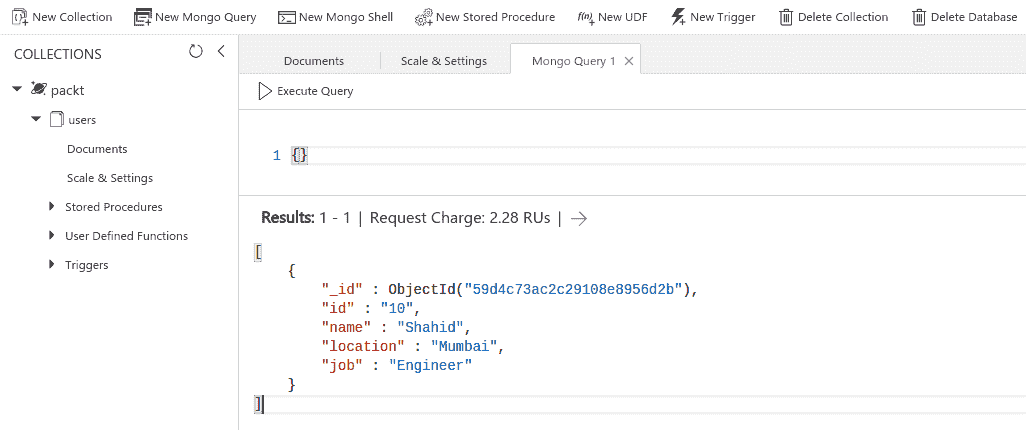 New Collection New Mongo Query New Mongo Shell New Stored Procedure f(n) New UDF New Trigger Delete Collection Delete Database
COLLECTIONS
packt
users
Documents
Scale & Settings
Stored Procedures
User Defined Functions
Triggers
Documents Scale & Settings Mongo Query 1
Execute Query
1 {}
Results: 1 - 1 | Request Charge: 2.28 RUs | →
[
{
"_id" : ObjectId("59d4c73ac2c29108e8956d2b"),
"id" : "10",
"name" : "Shahid",
"location" : "Mumbai",
"job" : "Engineer"
}
]